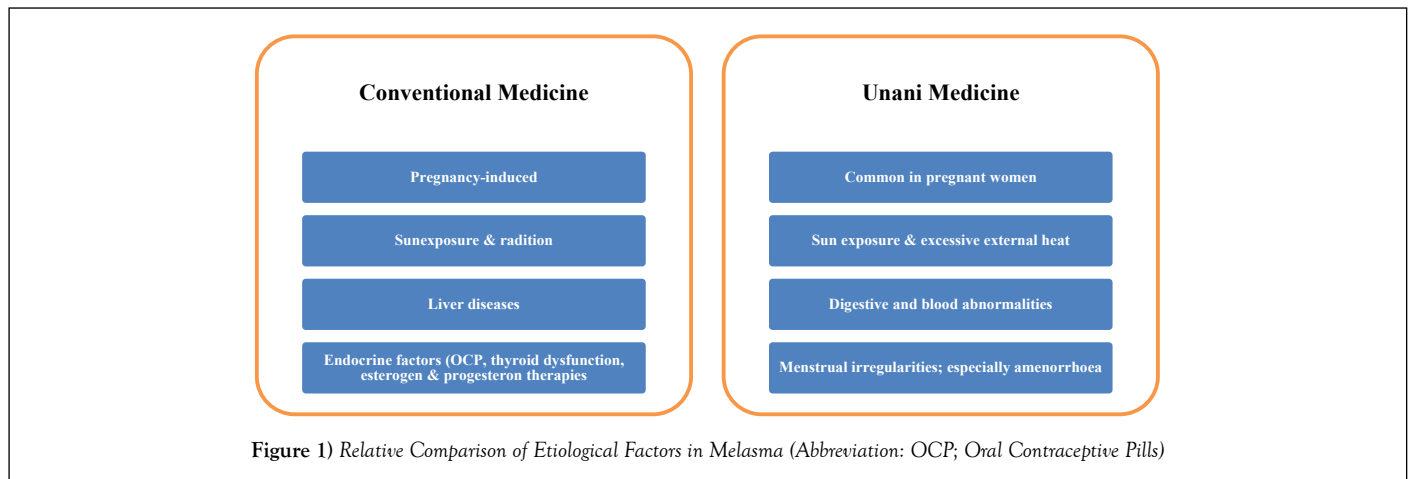 Conventional Medicine
Pregnancy-induced
Sunexposure & radition
Liver diseases
Endocrine factors (OCP, thyroid dysfunction,
esterogen & progesteron therapies
Unani Medicine
Common in pregnant women
Sun exposure & excessive external heat
Digestive and blood abnormalities
Menstrual irregularities; especially amenorrhoea
Figure 1) Relative Comparison of Etiological Factors in Melasma (Abbreviation: OCP; Oral Contraceptive Pills)